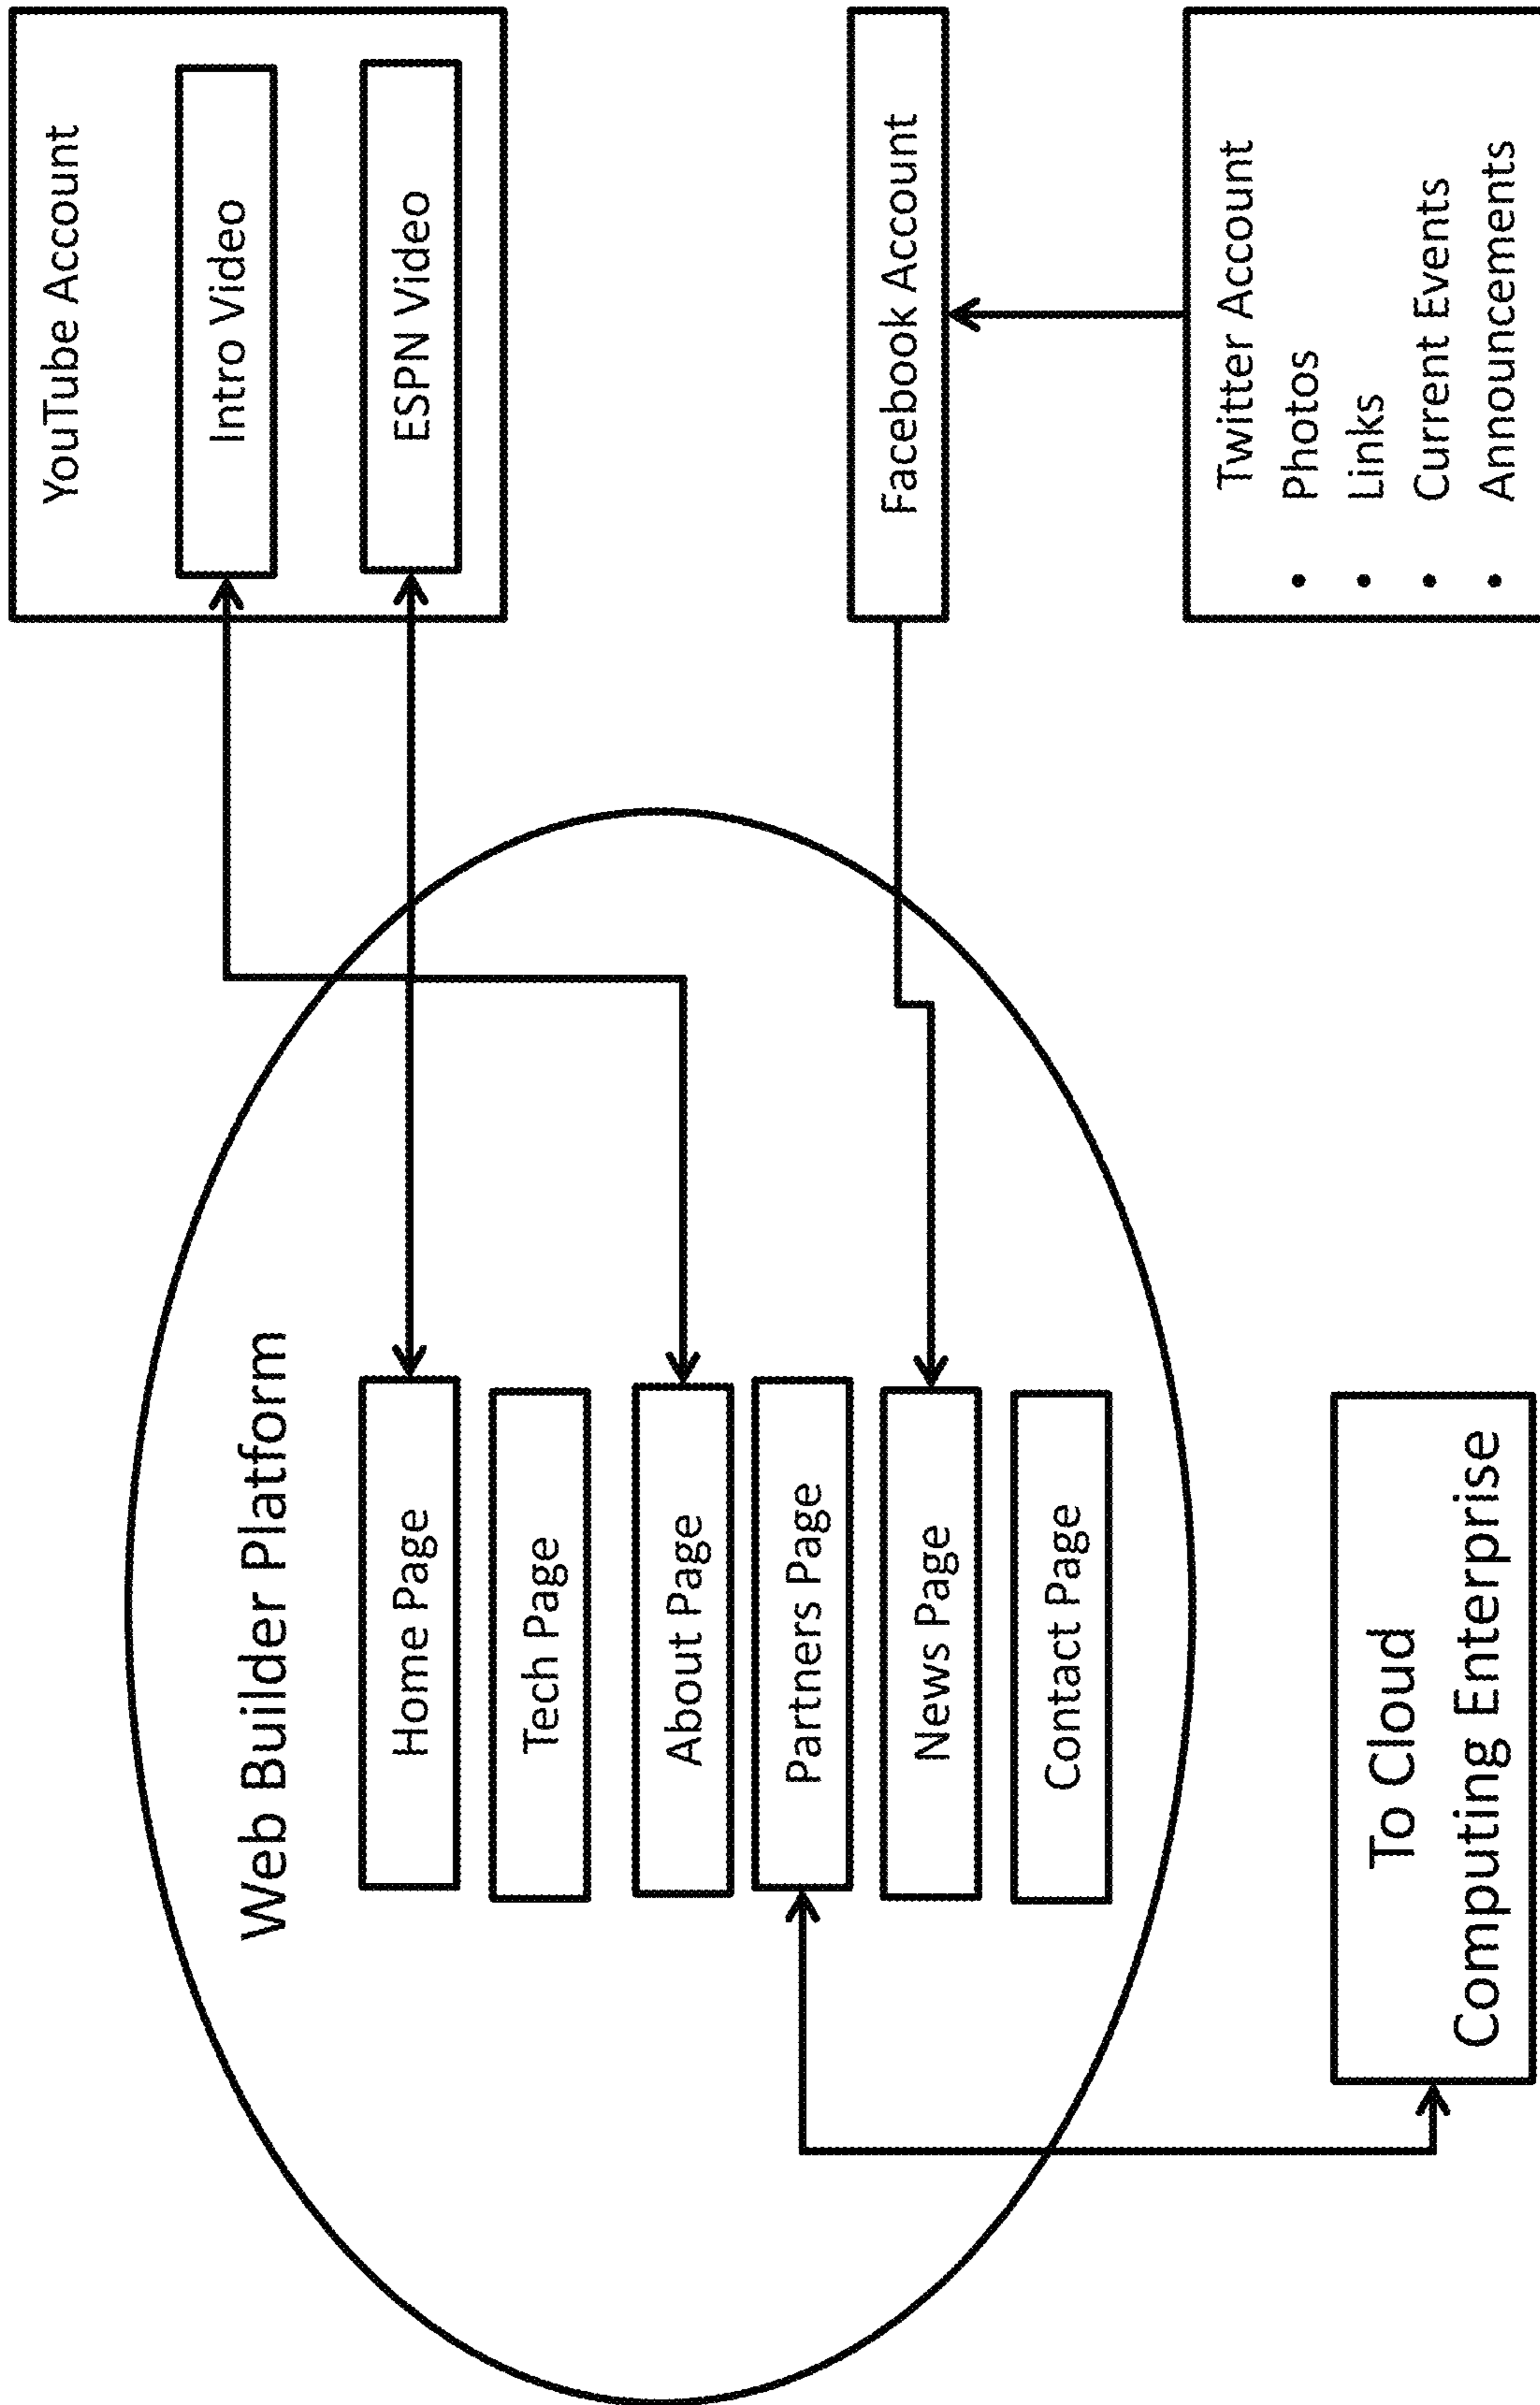 Web Builder Platform
Home Page
Tech Page
About Page
Partners Page
News Page
Contact Page
To Cloud
Computing Enterprise
YouTube Account
Intro Video
ESPN Video
Facebook Account
Twitter Account
• Photos
• Links
• Current Events
• Announcements